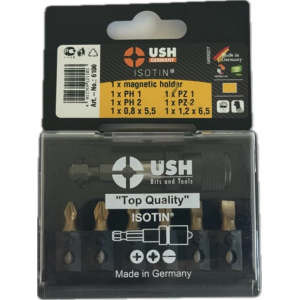 USH
GERMANY
ISOTIN®
1 x magnetic holder
1 x PH 1 1 x PZ 1
1 x PH 2 1 x PZ 2
1 x 0,8 x 5,5 1 x 1,2 x 6,5
Art.–No.: 6106
Made in
Germany
USH
Bits and Tools
"Top Quality"
ISOTIN®
Made in Germany